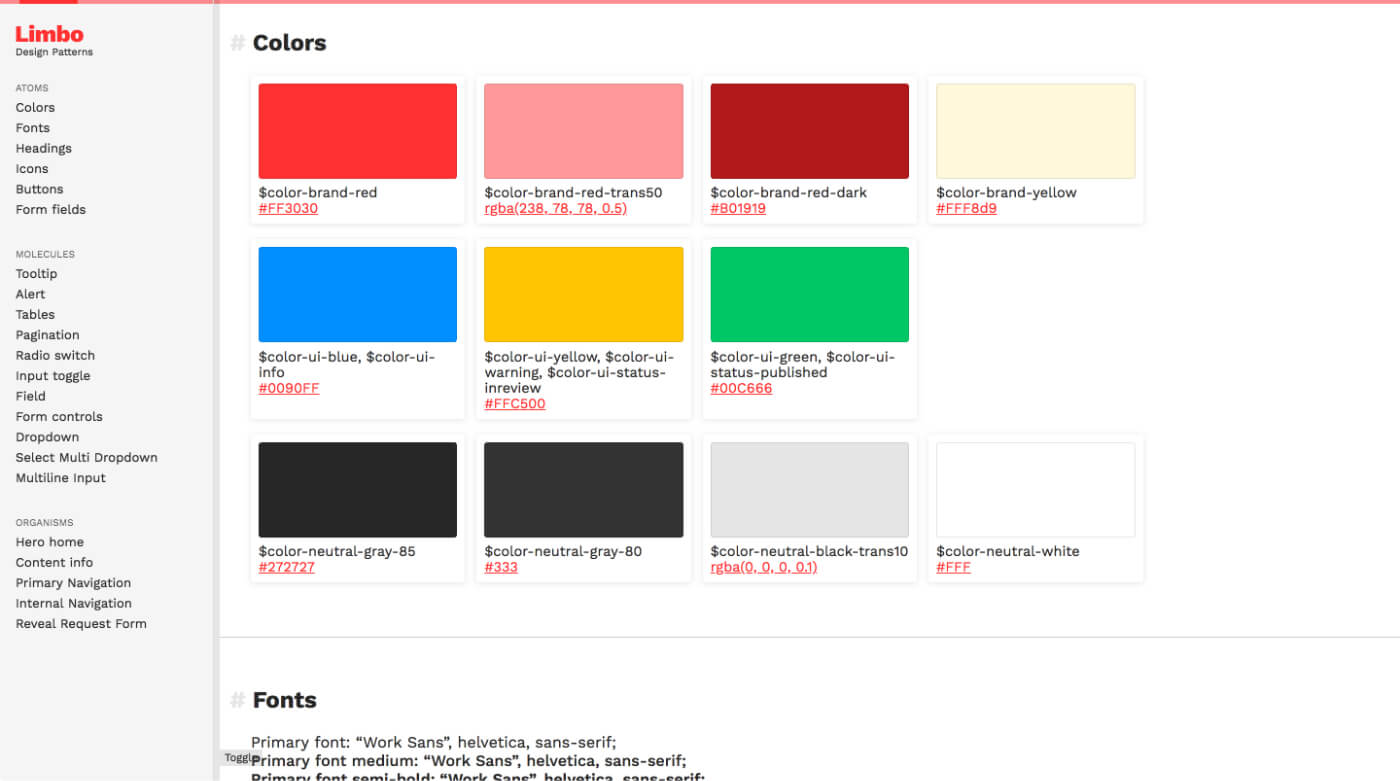 Limbo
Design Patterns
ATOMS
Colors
Fonts
Headings
Icons
Buttons
Form fields
MOLECULES
Tooltip
Alert
Tables
Pagination
Radio switch
Input toggle
Field
Form controls
Dropdown
Select Multi Dropdown
Multiline Input
ORGANISMS
Hero home
Content info
Primary Navigation
Internal Navigation
Reveal Request Form
# Colors
$color-brand-red
#FF3030
$color-brand-red-trans50
rgba(238, 78, 78, 0.5)
$color-brand-red-dark
#B01919
$color-brand-yellow
#FFF8d9
$color-ui-blue, $color-ui-
info
#0090FF
$color-ui-yellow, $color-ui-
warning, $color-ui-status-
inreview
#FFC500
$color-ui-green, $color-ui-
status-published
#00C666
$color-neutral-gray-85
#272727
$color-neutral-gray-80
#333
$color-neutral-black-trans10
rgba(0, 0, 0, 0.1)
$color-neutral-white
#FFF
# Fonts
Primary font: “Work Sans”, helvetica, sans-serif;
Toggle
Primary font medium: “Work Sans”, helvetica, sans-serif;
Primary font semi-bold: “Work Sans”, helvetica, sans-serif;